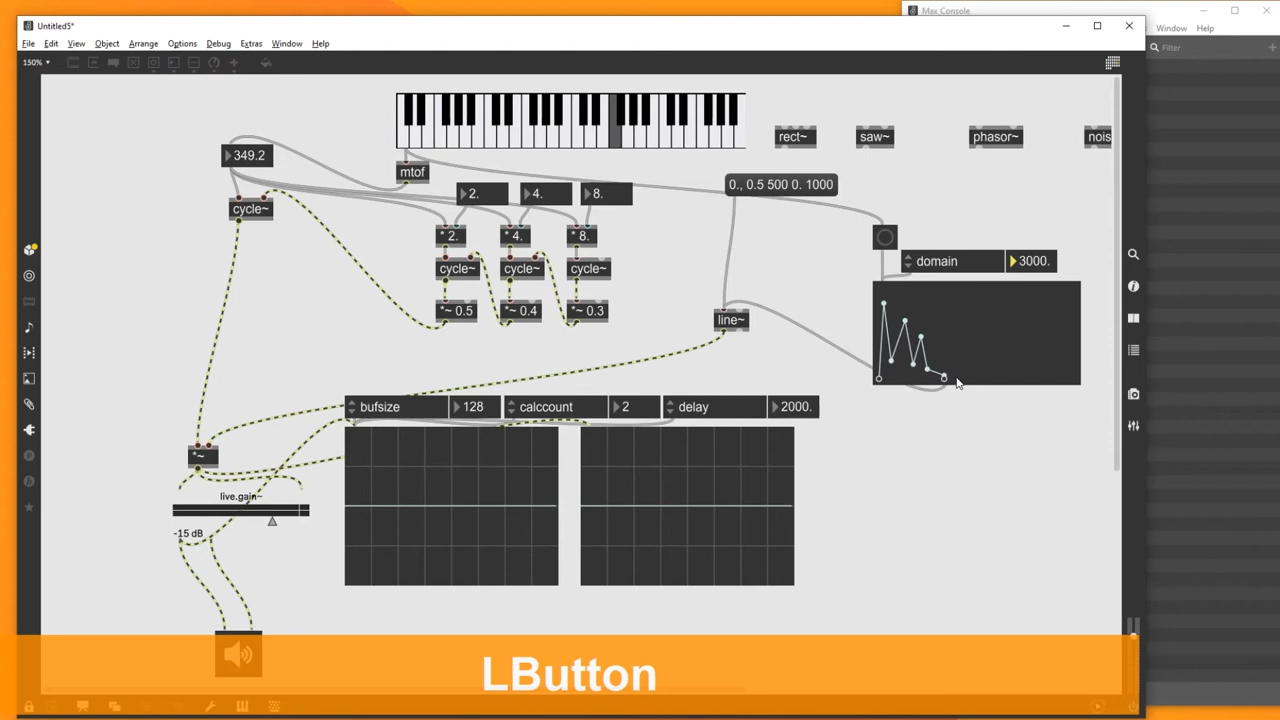 Max Console
Untitled5*
File Edit View Object Arrange Options Debug Extras Window Help
Window Help
150%
Filter
rect~ saw~ phasor~ nois
349.2
mtof
0., 0.5 500 0. 1000
2. 4. 8.
cycle~
* 2. * 4. * 8.
domain 3000.
cycle~ cycle~ cycle~
*~ 0.5 *~ 0.4 *~ 0.3
line~
bufsize 128 calccount 2 delay 2000.
*~
live.gain~
-15 dB
LButton